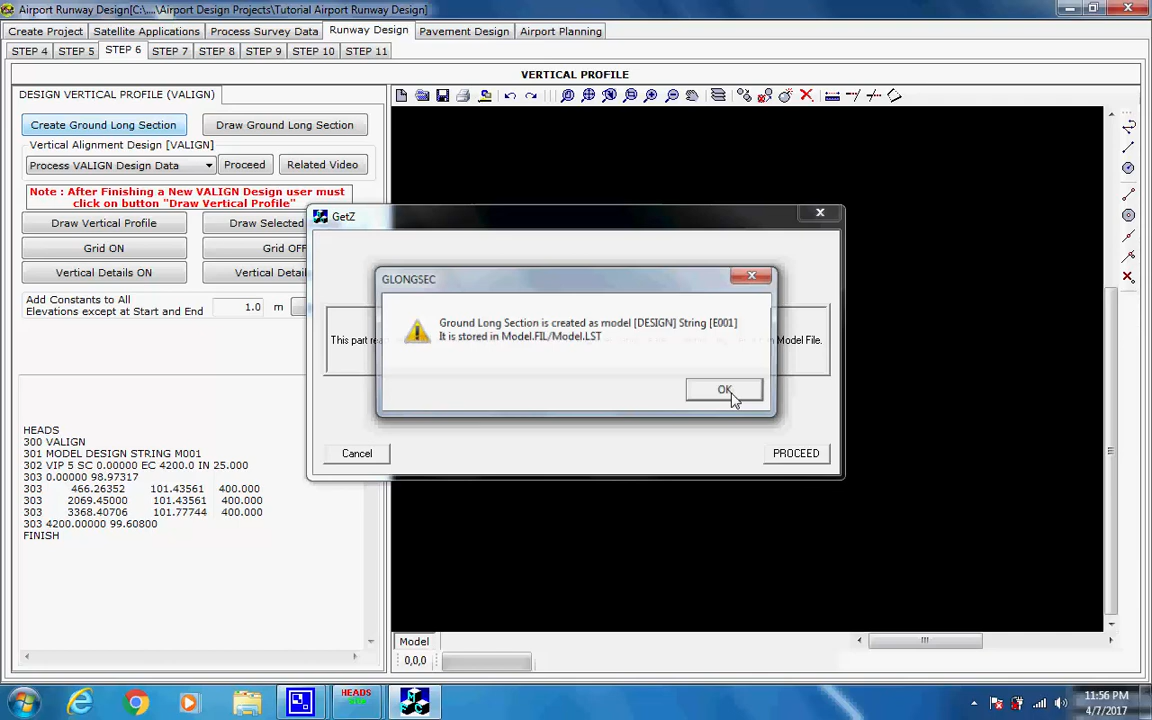 Airport Runway Design[C:\....\Airport Design Projects\Tutorial Airport Runway Design]
Create Project Satellite Applications Process Survey Data Runway Design Pavement Design Airport Planning
STEP 4 STEP 5 STEP 6 STEP 7 STEP 8 STEP 9 STEP 10 STEP 11
VERTICAL PROFILE
DESIGN VERTICAL PROFILE (VALIGN)
Create Ground Long Section Draw Ground Long Section
Vertical Alignment Design [VALIGN]
Process VALIGN Design Data Proceed Related Video
Note : After Finishing a New VALIGN Design user must
click on button "Draw Vertical Profile"
Draw Vertical Profile Draw Selected
Grid ON Grid OFF
Vertical Details ON Vertical Detai
Add Constants to All
Elevations except at Start and End 1.0 m
GetZ
GLONGSEC
Ground Long Section is created as model [DESIGN] String [E001]
It is stored in Model.FIL/Model.LST
OK
This part rea n Model File.
Cancel PROCEED
HEADS
300 VALIGN
301 MODEL DESIGN STRING M001
302 VIP 5 SC 0.00000 EC 4200.0 IN 25.000
303 0.00000 98.97317
303 466.26352 101.43561 400.000
303 2069.45000 101.43561 400.000
303 3368.40706 101.77744 400.000
303 4200.00000 99.60800
FINISH
Model
0,0,0
HEADS
11:56 PM
4/7/2017